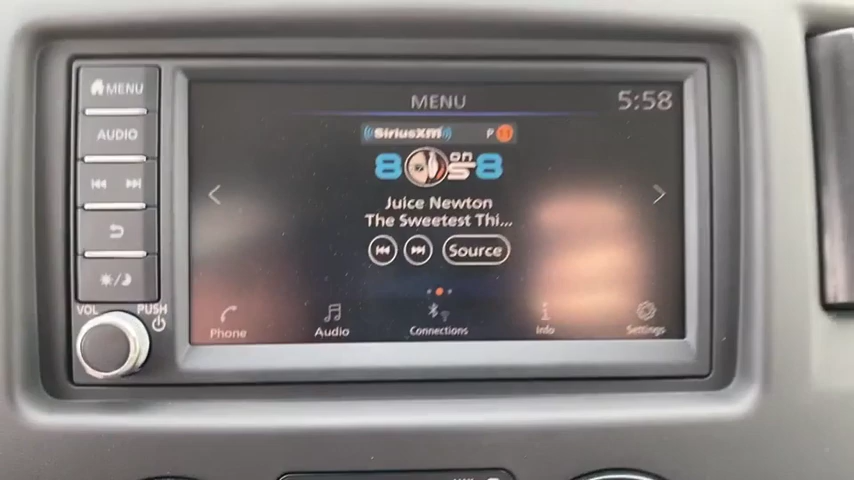 MENU
AUDIO
VOL PUSH
MENU
5:58
SiriusXM P 11
80s on 8
Juice Newton
The Sweetest Thi...
Source
Phone
Audio
Connections
Info
Settings